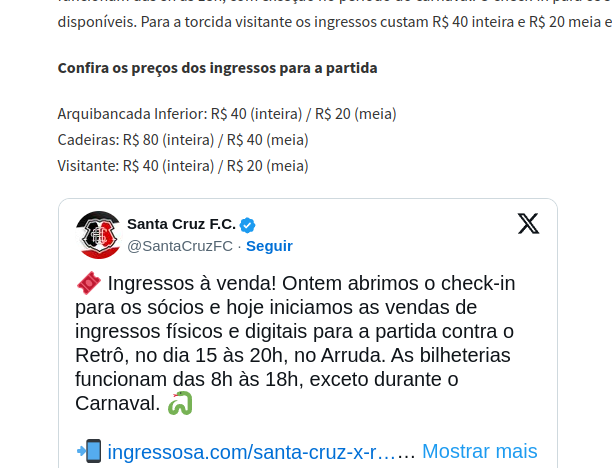 disponíveis. Para a torcida visitante os ingressos custam R$ 40 inteira e R$ 20 meia e
Confira os preços dos ingressos para a partida
Arquibancada Inferior: R$ 40 (inteira) / R$ 20 (meia)
Cadeiras: R$ 80 (inteira) / R$ 40 (meia)
Visitante: R$ 40 (inteira) / R$ 20 (meia)
Santa Cruz F.C.
@SantaCruzFC · Seguir
Ingressos à venda! Ontem abrimos o check-in
para os sócios e hoje iniciamos as vendas de
ingressos físicos e digitais para a partida contra o
Retrô, no dia 15 às 20h, no Arruda. As bilheterias
funcionam das 8h às 18h, exceto durante o
Carnaval.
ingressosa.com/santa-cruz-x-r…… Mostrar mais